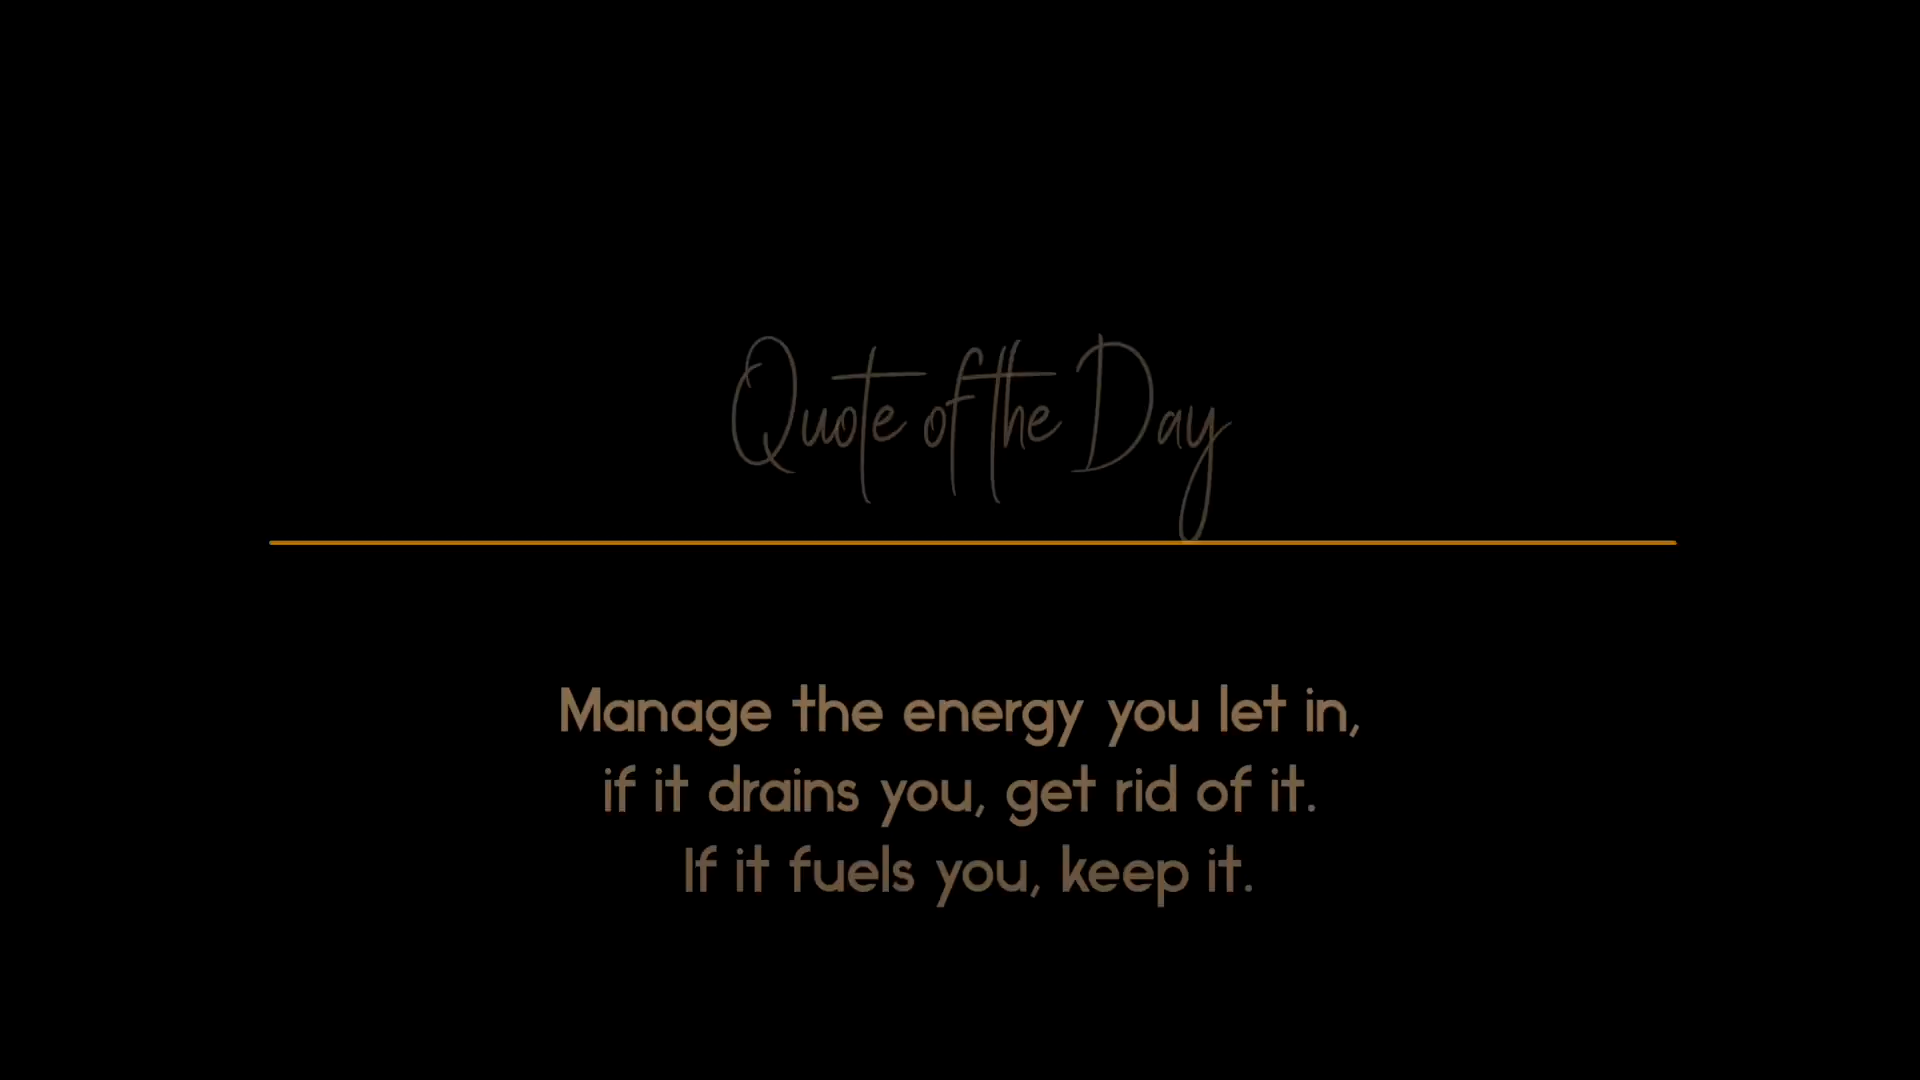 Quote of the Day
Manage the energy you let in,
if it drains you, get rid of it.
If it fuels you, keep it.